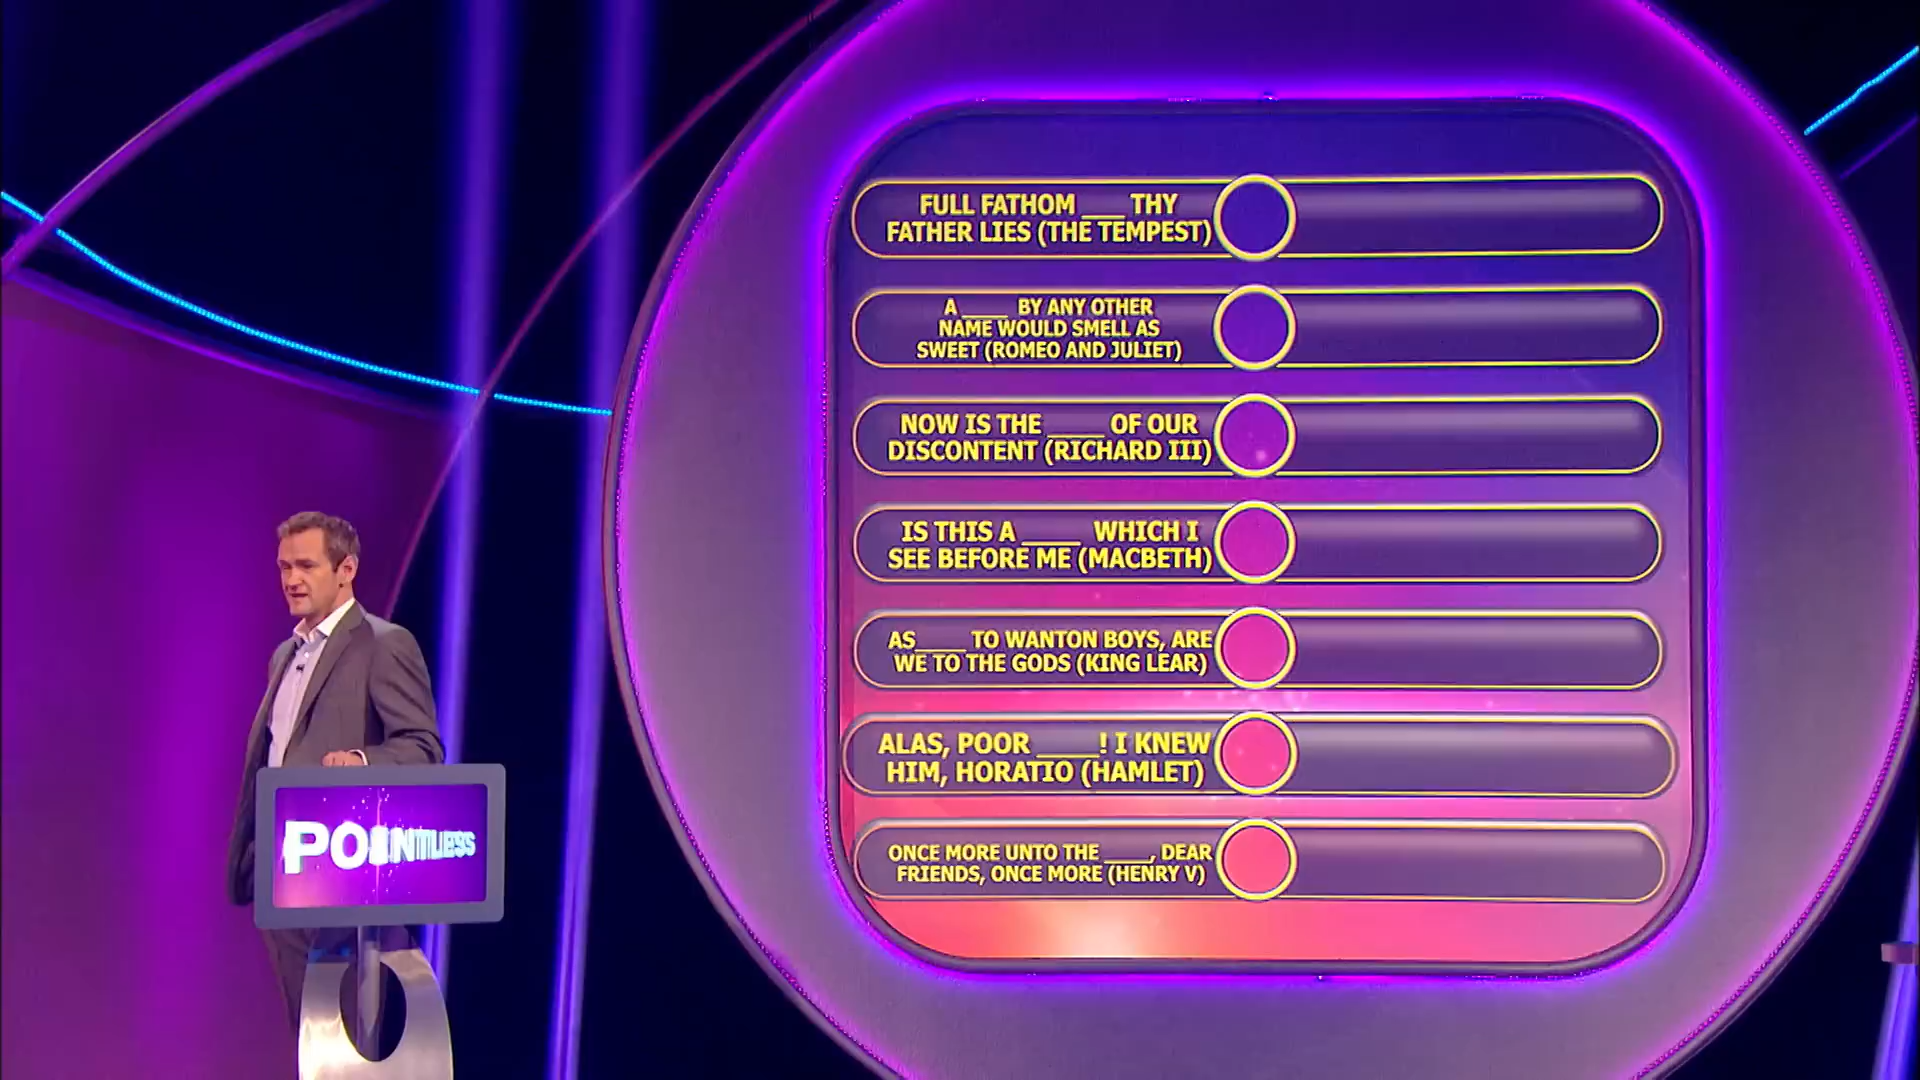 FULL FATHOM ___ THY
FATHER LIES (THE TEMPEST)
A ____ BY ANY OTHER
NAME WOULD SMELL AS
SWEET (ROMEO AND JULIET)
NOW IS THE ____ OF OUR
DISCONTENT (RICHARD III)
IS THIS A ____ WHICH I
SEE BEFORE ME (MACBETH)
AS____ TO WANTON BOYS, ARE
WE TO THE GODS (KING LEAR)
ALAS, POOR ____! I KNEW
HIM, HORATIO (HAMLET)
ONCE MORE UNTO THE ____, DEAR
FRIENDS, ONCE MORE (HENRY V)
POINTLESS